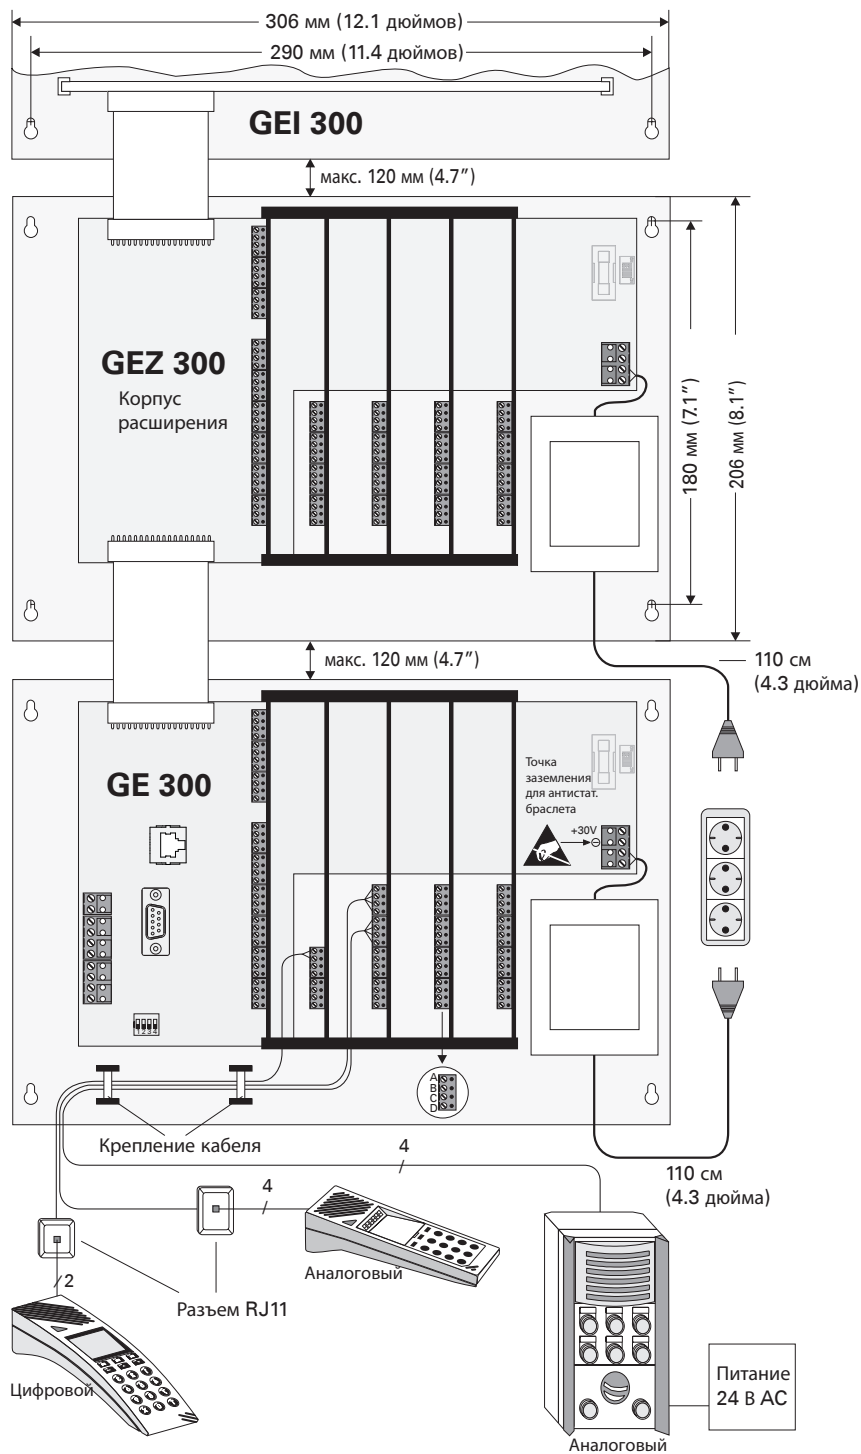 306 мм (12.1 дюймов)
290 мм (11.4 дюймов)
GEI 300
макс. 120 мм (4.7″)
GEZ 300
Корпус
расширения
180 мм (7.1″)
206 мм (8.1″)
макс. 120 мм (4.7″)
110 см
(4.3 дюйма)
GE 300
Точка
заземления
для антистат.
браслета
+30V
1234
A
B
C
D
Крепление кабеля
4
4
110 см
(4.3 дюйма)
Аналоговый
2
Разъем RJ11
Цифровой
Питание
24 В AC
Аналоговый